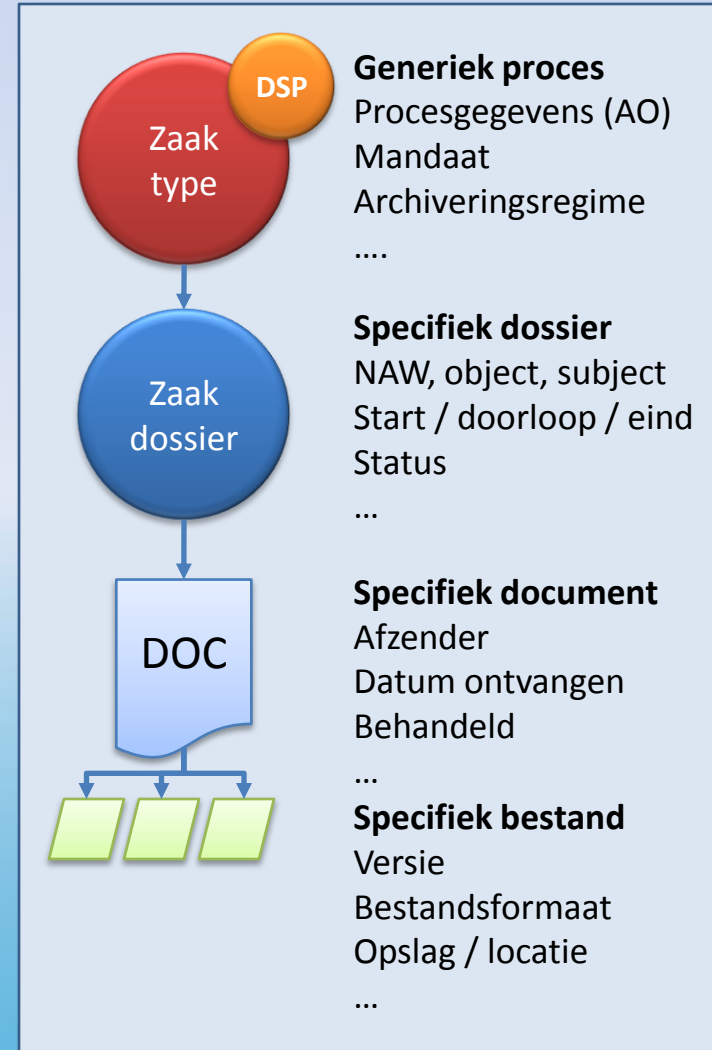 DSP
Zaak
type
Generiek proces
Procesgegevens (AO)
Mandaat
Archiveringsregime
....
Zaak
dossier
Specifiek dossier
NAW, object, subject
Start / doorloop / eind
Status
...
DOC
Specifiek document
Afzender
Datum ontvangen
Behandeld
...
Specifiek bestand
Versie
Bestandsformaat
Opslag / locatie
...